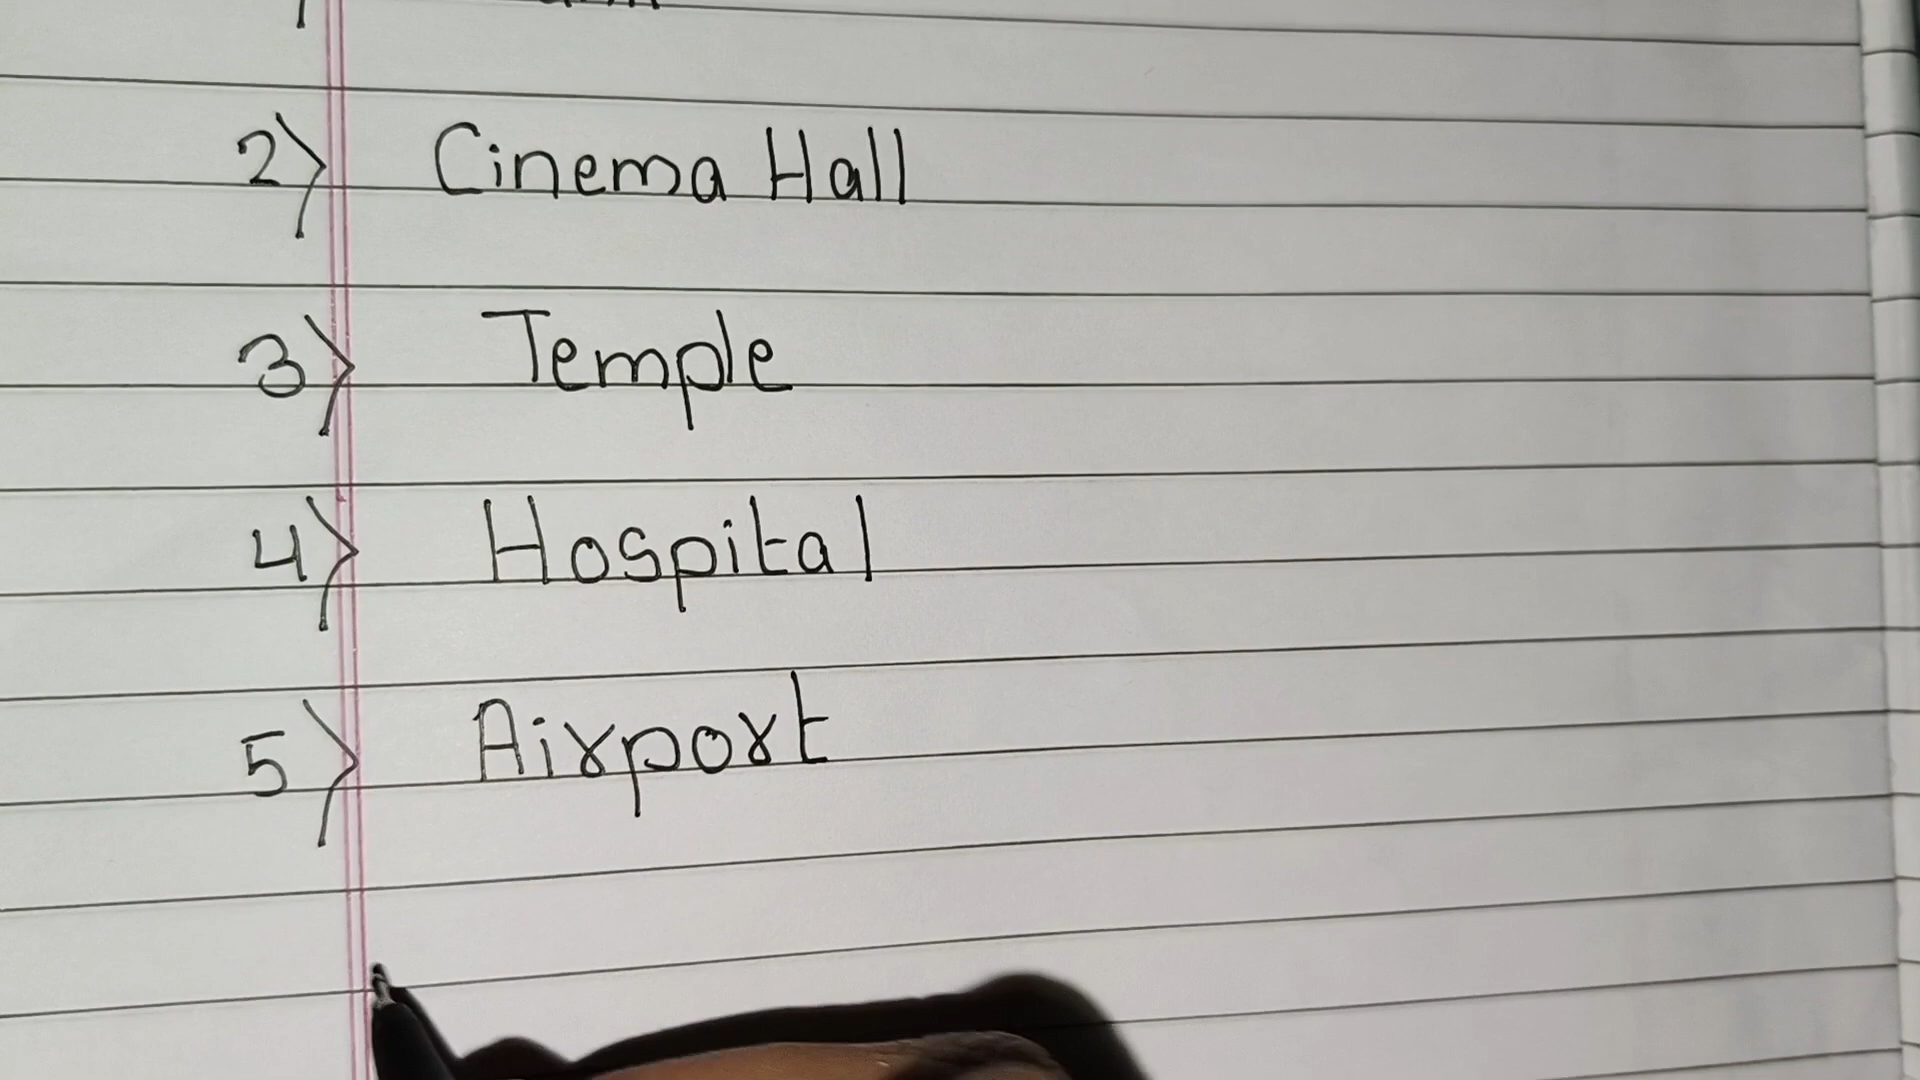 2) Cinema Hall
3) Temple
4) Hospital
5) Airport